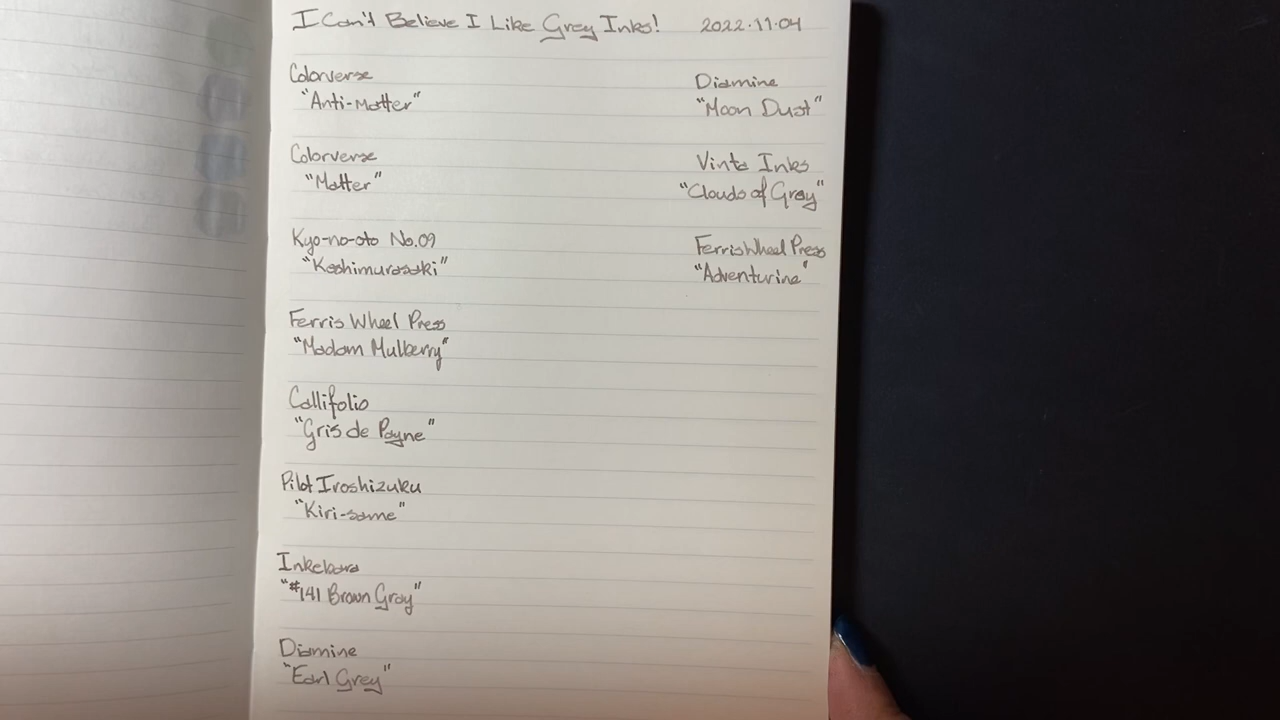 I Can't Believe I Like Grey Inks! 2022.11.04
Colorverse
"Anti-Matter"
Colorverse
"Matter"
Kyo-no-oto No.09
"Koshimurasaki"
Ferris Wheel Press
"Madam Mulberry"
Callifolio
"Gris de Payne"
Pilot Iroshizuku
"Kiri-same"
Inkebara
"#141 Brown Gray"
Diamine
"Earl Grey"
Diamine
"Moon Dust"
Vinta Inks
"Clouds of Gray"
Ferris Wheel Press
"Adventurine"